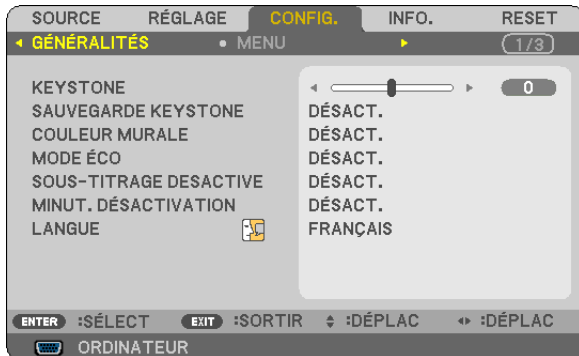 SOURCE RÉGLAGE CONFIG. INFO. RESET
GÉNÉRALITÉS • MENU 1/3
KEYSTONE 0
SAUVEGARDE KEYSTONE DÉSACT.
COULEUR MURALE DÉSACT.
MODE ÉCO DÉSACT.
SOUS-TITRAGE DESACTIVE DÉSACT.
MINUT. DÉSACTIVATION DÉSACT.
LANGUE FRANÇAIS
ENTER :SÉLECT EXIT :SORTIR :DÉPLAC :DÉPLAC
ORDINATEUR